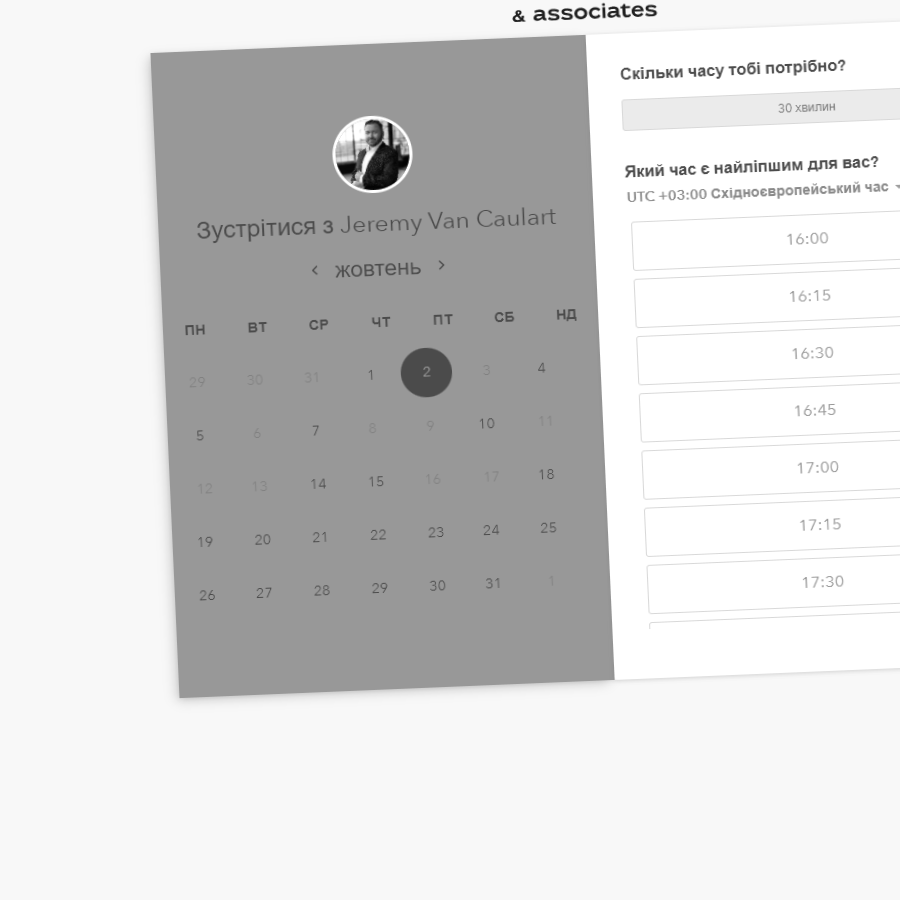 & associates
Зустрітися з Jeremy Van Caulart
жовтень
ПН ВТ СР ЧТ ПТ СБ НД
29 30 31 1 2 3 4
5 6 7 8 9 10 11
12 13 14 15 16 17 18
19 20 21 22 23 24 25
26 27 28 29 30 31 1
Скільки часу тобі потрібно?
30 хвилин
Який час є найліпшим для вас?
UTC +03:00 Східноєвропейський час
16:00
16:15
16:30
16:45
17:00
17:15
17:30